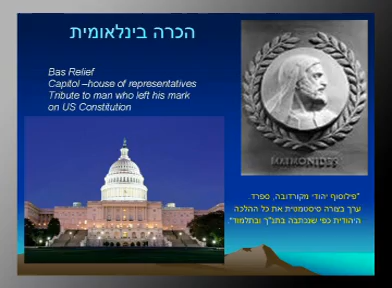 הכרה בינלאומית
Bas Relief
Capitol –house of representatives
Tribute to man who left his mark
on US Constitution
MAIMONIDES
"פילוסוף יהודי מקורדובה, ספרד.
ערך בצורה סיסטמטית את כל ההלכה
היהודית כפי שנכתבה בתנ"ך ובתלמוד".